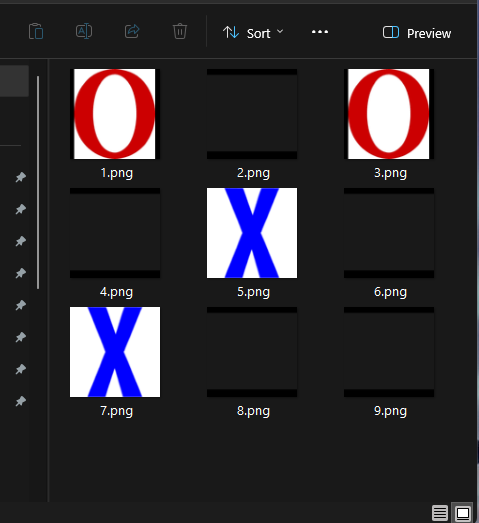 Sort
Preview
O
O
1.png
2.png
3.png
X
4.png
5.png
6.png
X
7.png
8.png
9.png